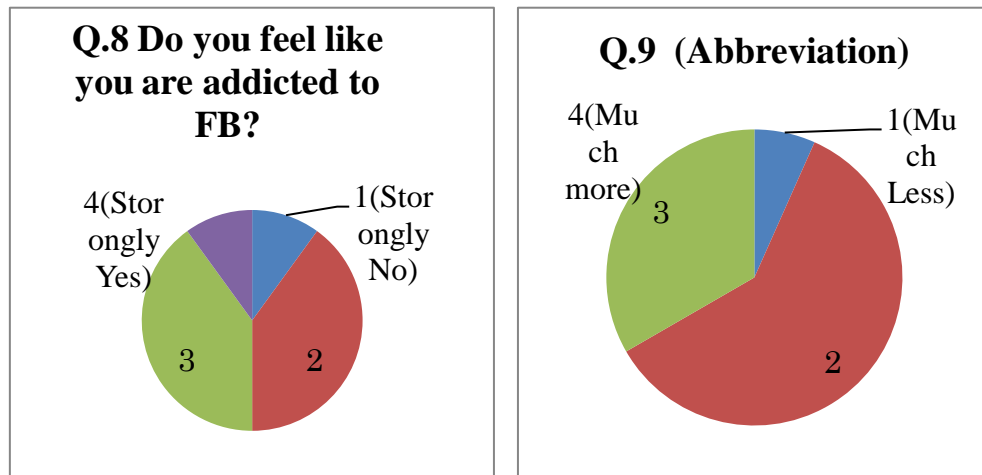 Q.8 Do you feel like
you are addicted to
FB?
4(Stor
ongly
Yes)
1(Stor
ongly
No)
3
2
Q.9 (Abbreviation)
4(Mu
ch
more)
1(Mu
ch
Less)
3
2